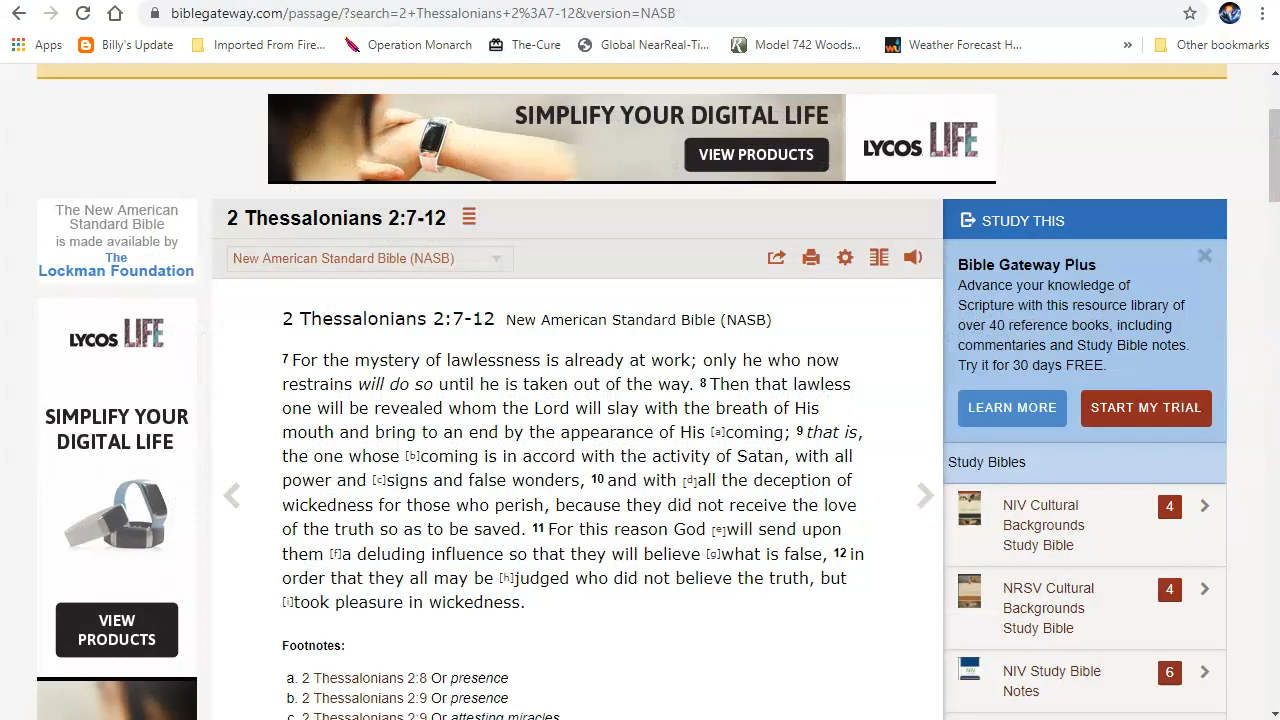 biblegateway.com/passage/?search=2+Thessalonians+2%3A7-12&version=NASB
Apps Billy's Update Imported From Fire... Operation Monarch The-Cure Global NearReal-Ti... Motel 742 Woods... Weather Forecast H... » Other bookmarks
SIMPLIFY YOUR DIGITAL LIFE
VIEW PRODUCTS
LYCOS LIFE
The New American
Standard Bible
is made available by
The
Lockman Foundation
LYCOS LIFE
SIMPLIFY YOUR
DIGITAL LIFE
VIEW
PRODUCTS
2 Thessalonians 2:7-12
New American Standard Bible (NASB)
2 Thessalonians 2:7-12 New American Standard Bible (NASB)
7 For the mystery of lawlessness is already at work; only he who now
restrains will do so until he is taken out of the way. 8 Then that lawless
one will be revealed whom the Lord will slay with the breath of His
mouth and bring to an end by the appearance of His [a]coming; 9 that is,
the one whose [b]coming is in accord with the activity of Satan, with all
power and [c]signs and false wonders, 10 and with [d]all the deception of
wickedness for those who perish, because they did not receive the love
of the truth so as to be saved. 11 For this reason God [e]will send upon
them [f]a deluding influence so that they will believe [g]what is false, 12 in
order that they all may be [h]judged who did not believe the truth, but
[i]took pleasure in wickedness.
Footnotes:
a. 2 Thessalonians 2:8 Or presence
b. 2 Thessalonians 2:9 Or presence
c. 2 Thessalonians 2:9 Or attesting miracles
STUDY THIS
Bible Gateway Plus
Advance your knowledge of
Scripture with this resource library of
over 40 reference books, including
commentaries and Study Bible notes.
Try it for 30 days FREE.
LEARN MORE START MY TRIAL
Study Bibles
NIV Cultural 4
Backgrounds
Study Bible
NRSV Cultural 4
Backgrounds
Study Bible
NIV Study Bible 6
Notes